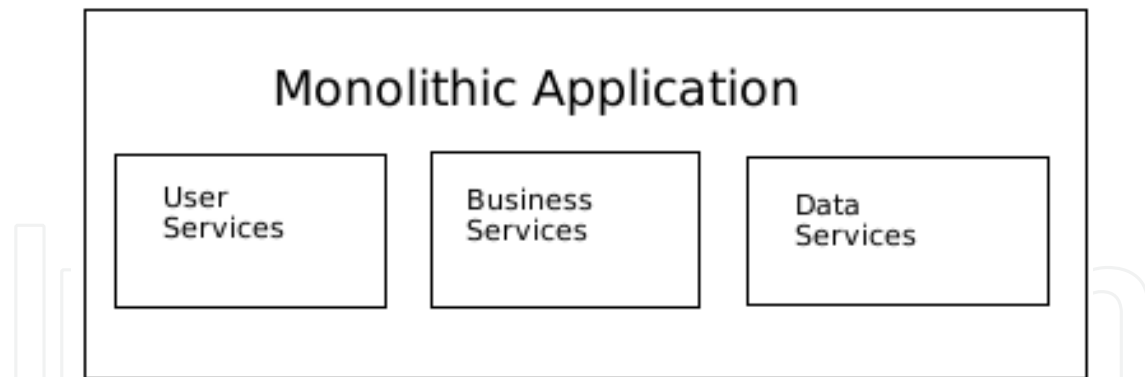 Monolithic Application
User
Services
Business
Services
Data
Services